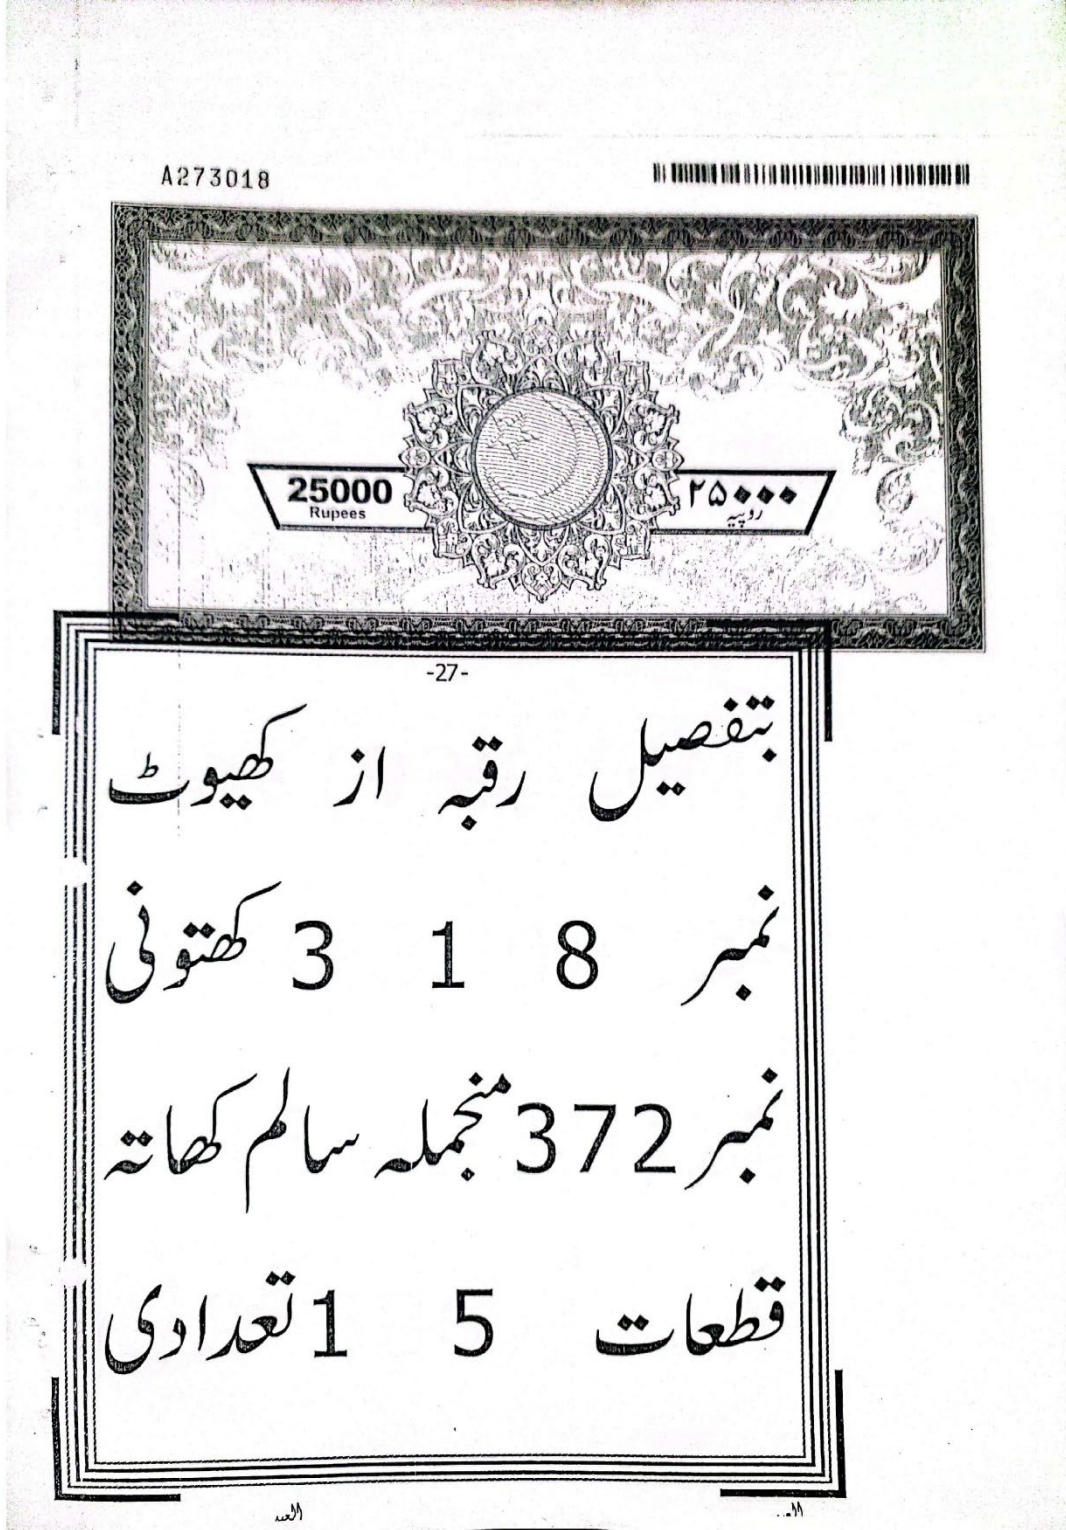 A273018
25000
Rupees
۲۵۰۰۰
روپیہ
-27-
بتفصیل رقبہ از کھیوٹ
نمبر 8 1 3 کھتونی
نمبر 372 منجملہ سالم کھاتہ
قطعات 5 1 تعدادی
العبد